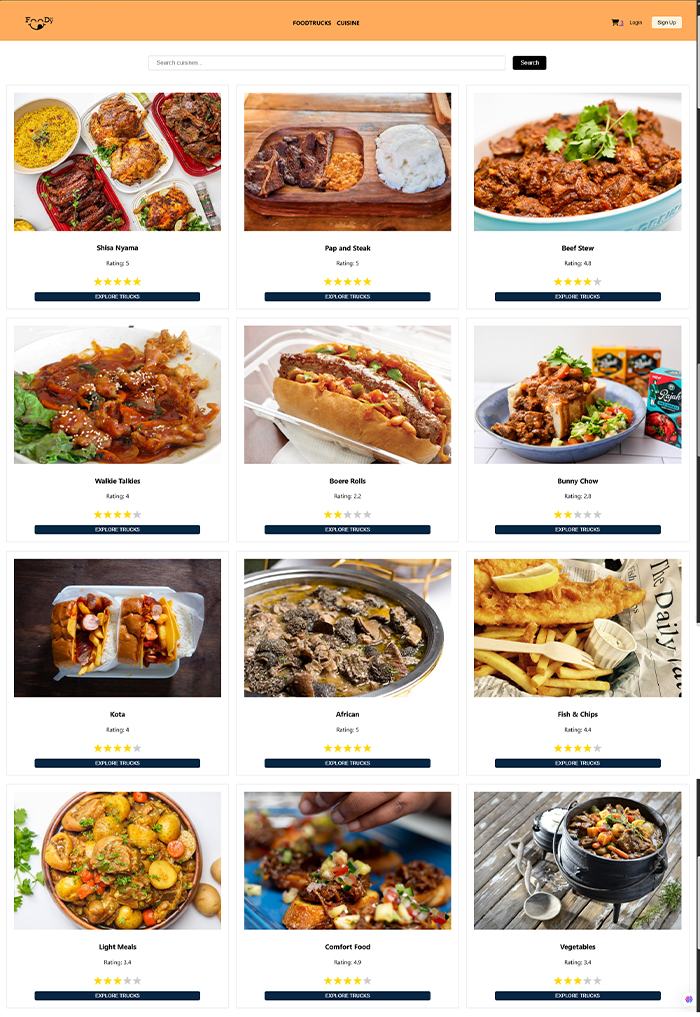 FooDy
FOODTRUCKS CUISINE
Login
Sign Up
Search cuisines...
Search
Shisa Nyama
Rating: 5
EXPLORE TRUCKS
Pap and Steak
Rating: 5
EXPLORE TRUCKS
Beef Stew
Rating: 4.8
EXPLORE TRUCKS
Walkie Talkies
Rating: 4
EXPLORE TRUCKS
Boere Rolls
Rating: 2.2
EXPLORE TRUCKS
Rajah
Bunny Chow
Rating: 2.8
EXPLORE TRUCKS
Kota
Rating: 4
EXPLORE TRUCKS
African
Rating: 5
EXPLORE TRUCKS
The Daily
Fish
Fish & Chips
Rating: 4.4
EXPLORE TRUCKS
Light Meals
Rating: 3.4
EXPLORE TRUCKS
Comfort Food
Rating: 4.9
EXPLORE TRUCKS
Vegetables
Rating: 3.4
EXPLORE TRUCKS